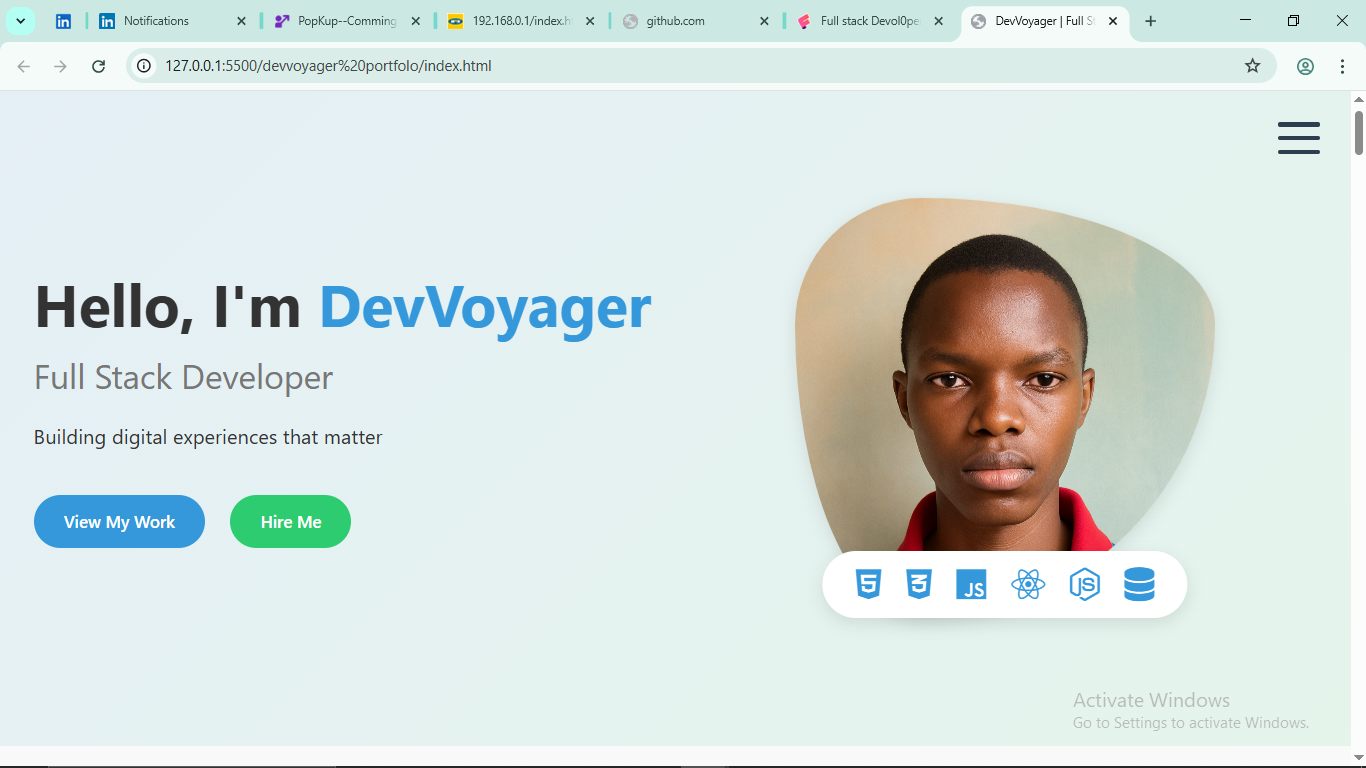 Notifications
PopKup--Comming
192.168.0.1/index.h
github.com
Full stack Devol0pe
DevVoyager | Full S
127.0.0.1:5500/devvoyager%20portfolo/index.html
Hello, I'm DevVoyager
Full Stack Developer
Building digital experiences that matter
View My Work
Hire Me
JS
JS
Activate Windows
Go to Settings to activate Windows.